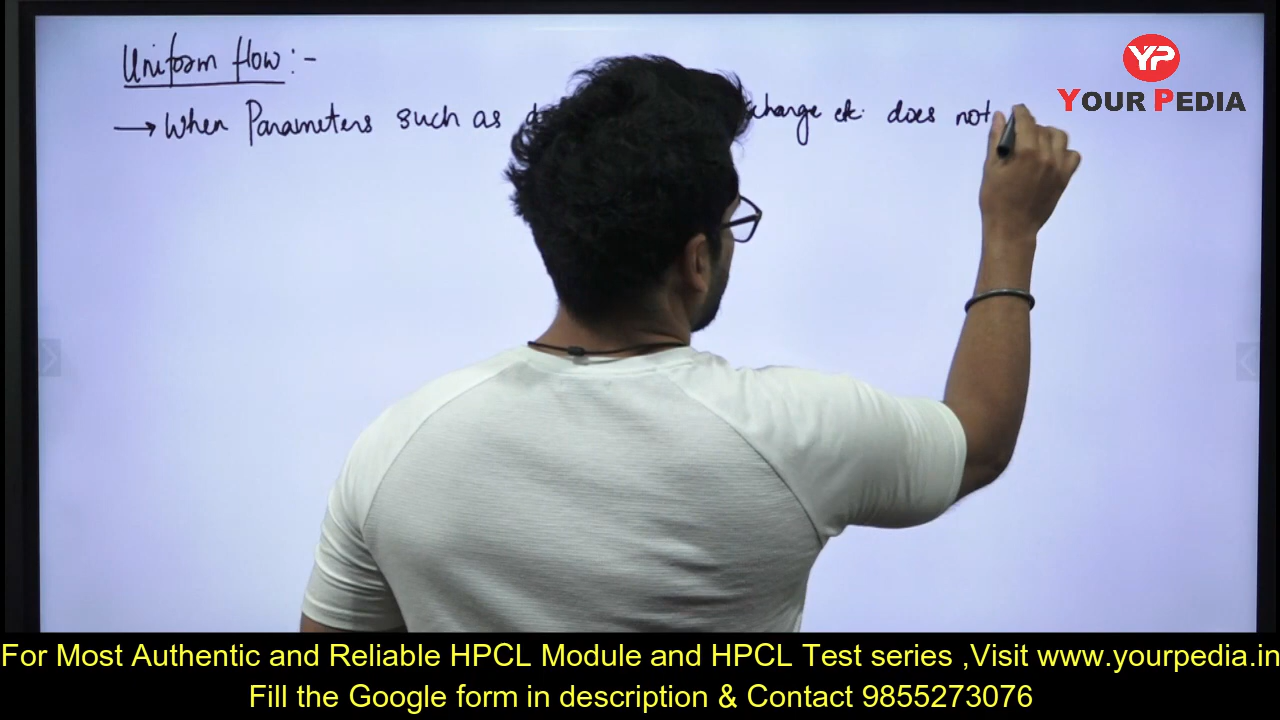 Uniform flow:-
YP
YOUR PEDIA
→ When Parameters such as charge etc. does not
For Most Authentic and Reliable HPCL Module and HPCL Test series ,Visit www.yourpedia.in
Fill the Google form in description & Contact 9855273076